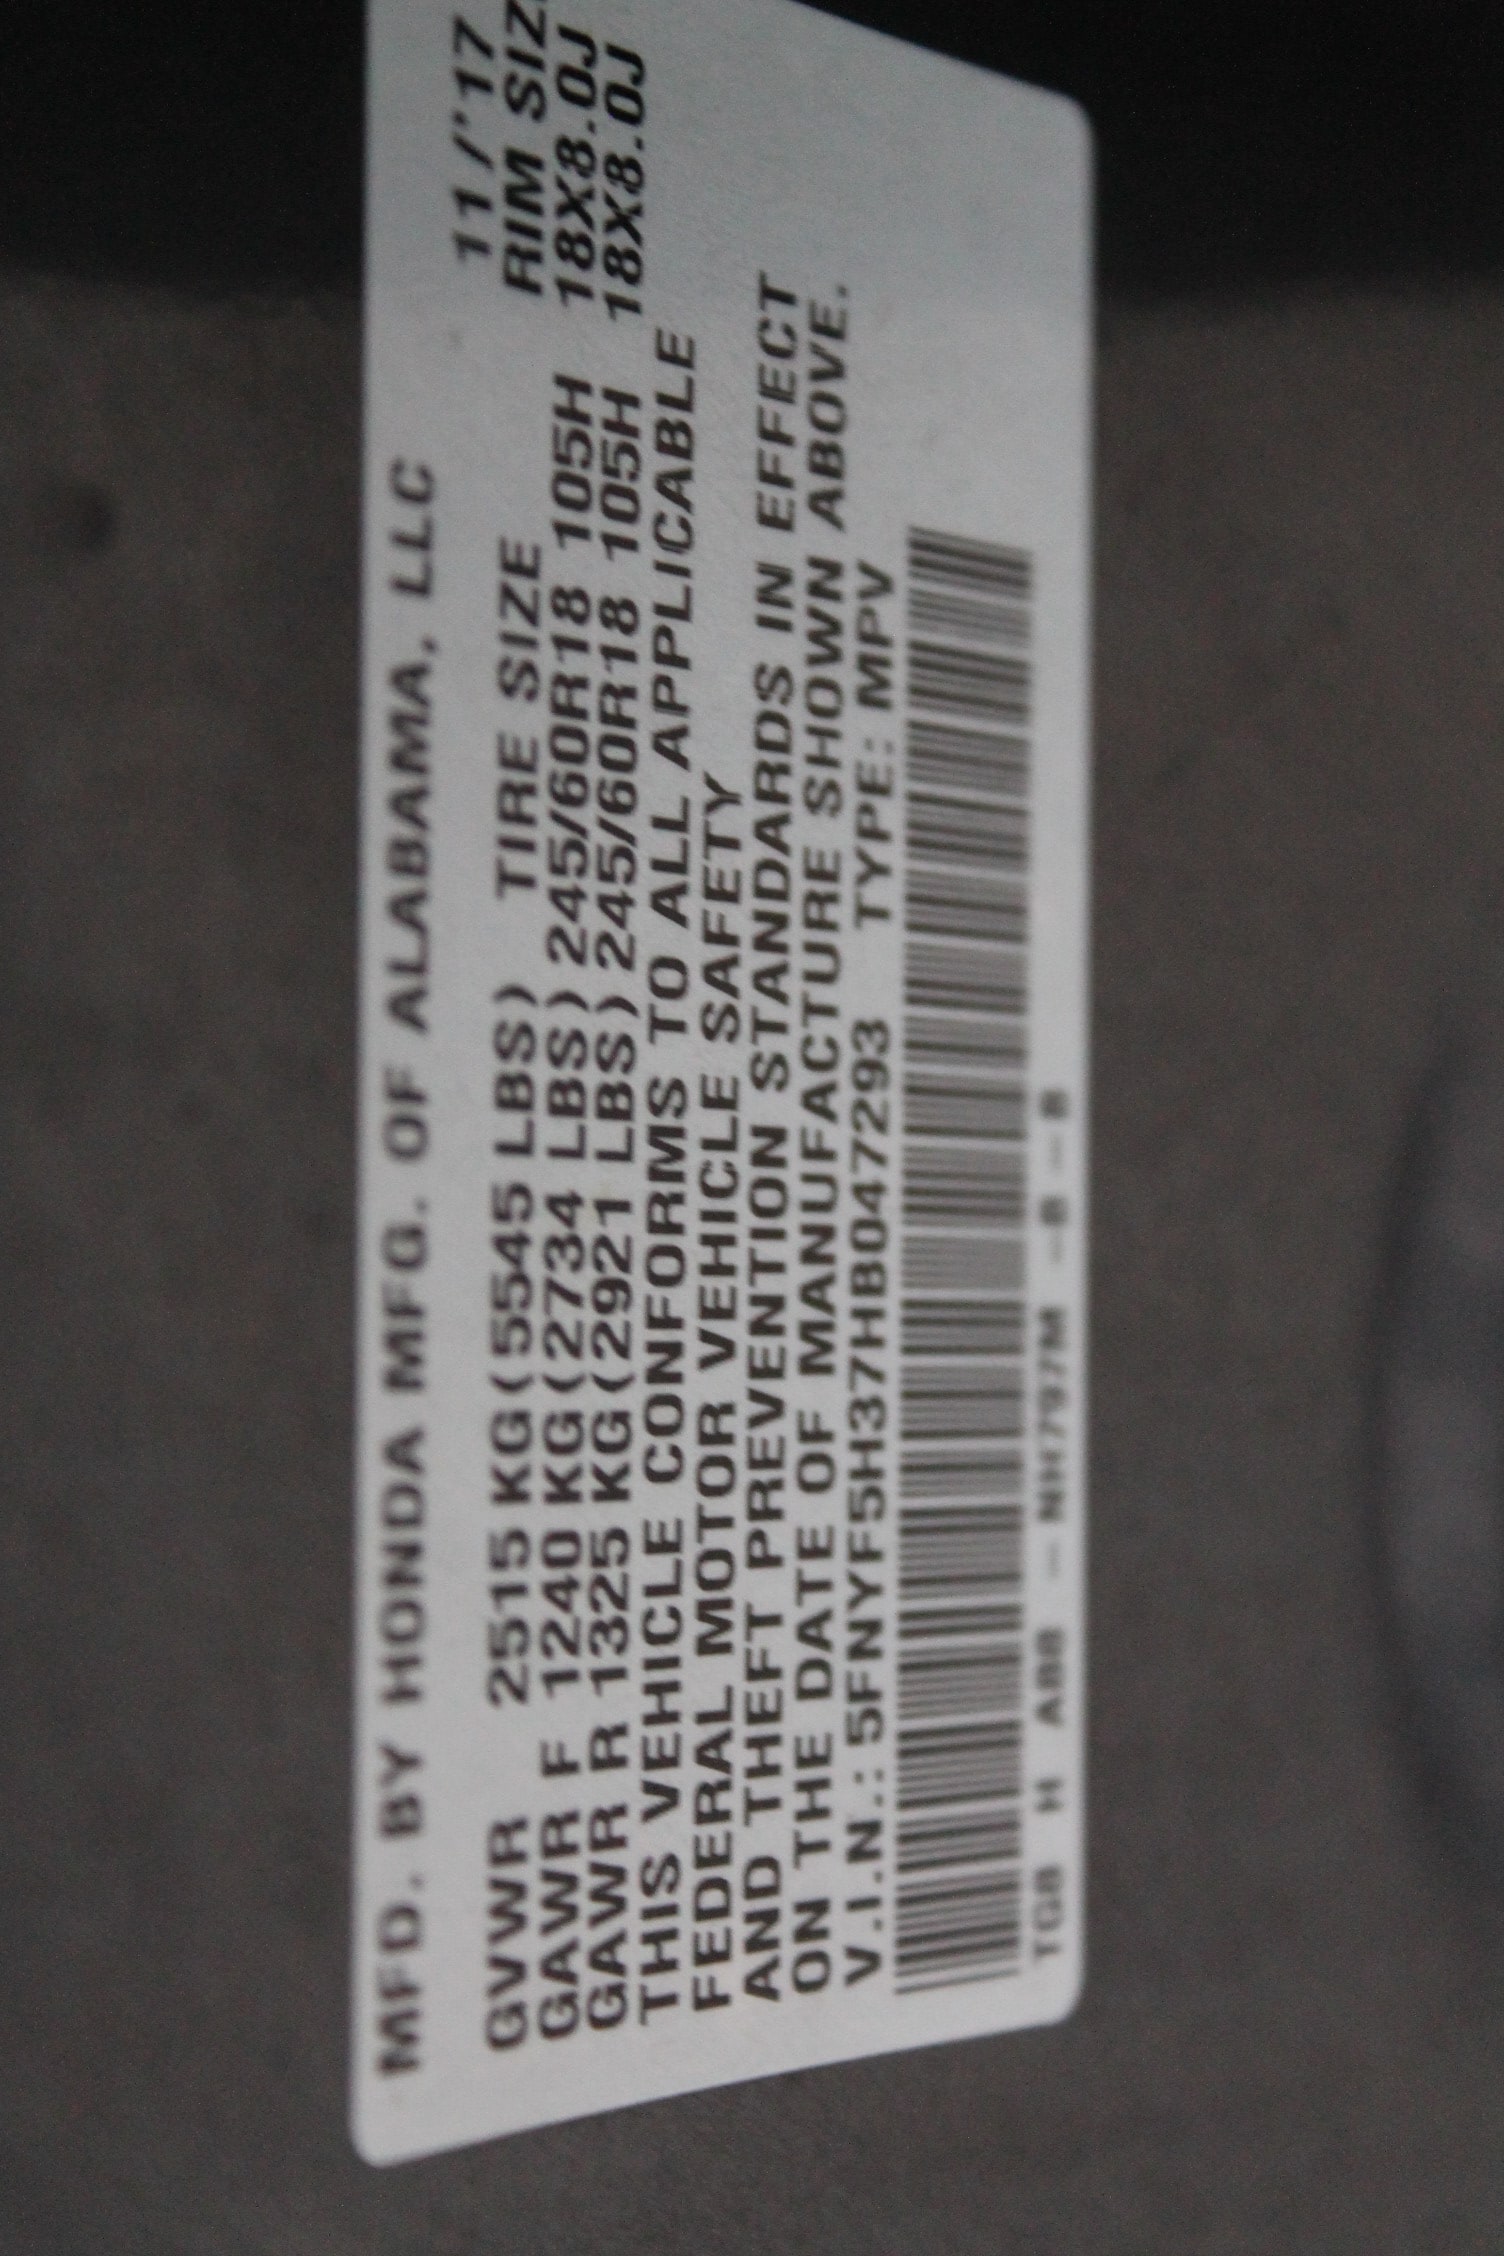 MFD. BY HONDA MFG. OF ALABAMA, LLC
11/'17
GVWR 2515 KG(5545 LBS) TIRE SIZE RIM SIZ
GAWR F 1240 KG(2734 LBS) 245/60R18 105H 18X8.0J
GAWR R 1325 KG(2921 LBS) 245/60R18 105H 18X8.0J
THIS VEHICLE CONFORMS TO ALL APPLICABLE
FEDERAL MOTOR VEHICLE SAFETY
AND THEFT PREVENTION STANDARDS IN EFFECT
ON THE DATE OF MANUFACTURE SHOWN ABOVE.
V.I.N.: 5FNYF5H37HB047293 TYPE: MPV
TG8 H A88 – NH797M –B –B